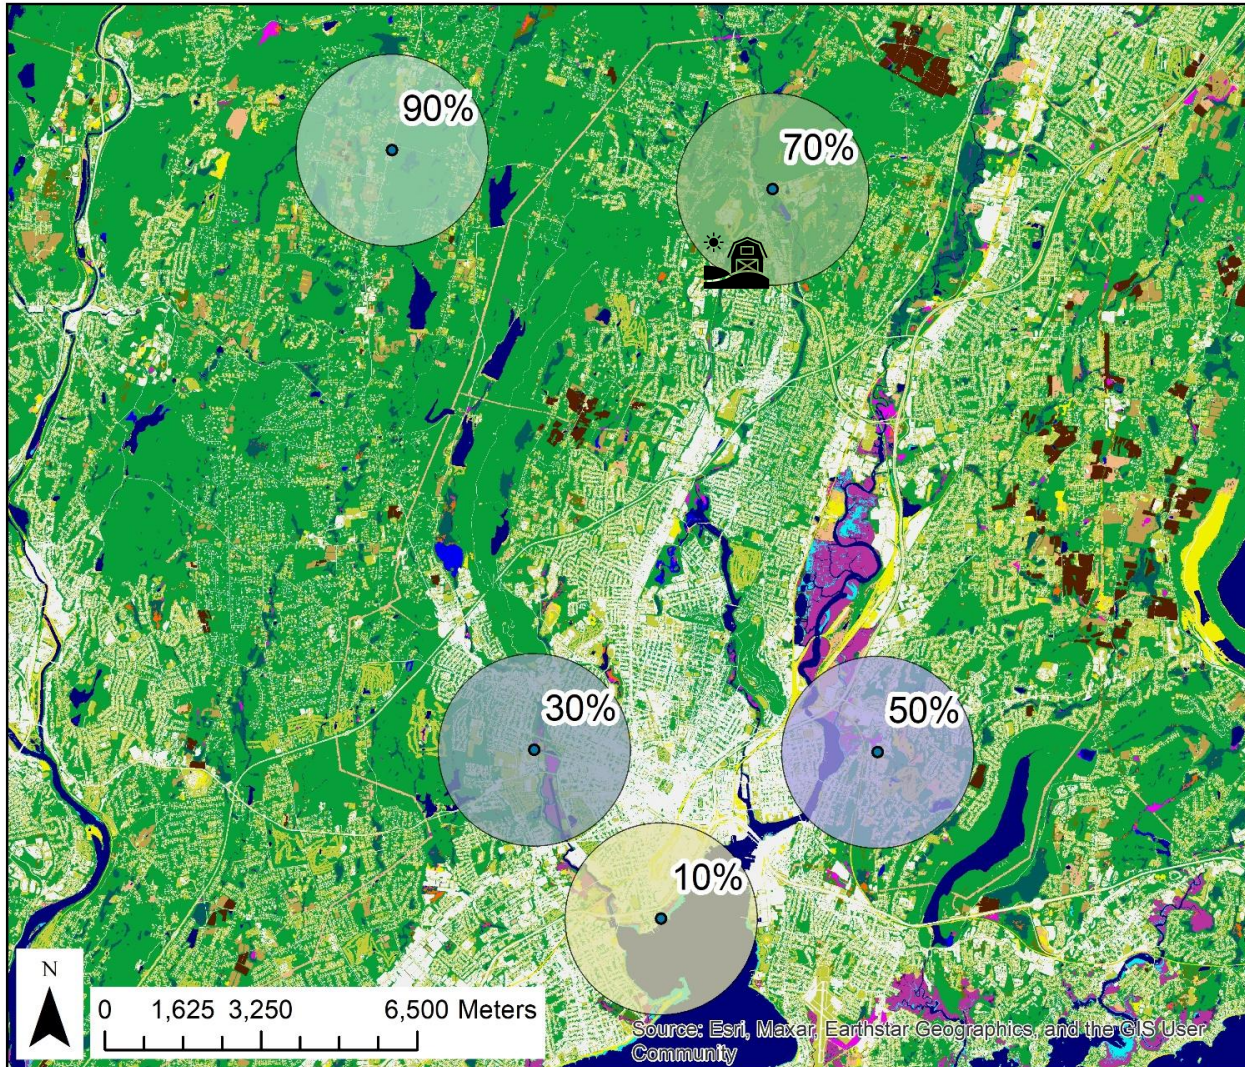 90%
70%
30%
50%
10%
N
0 1,625 3,250 6,500 Meters
Source: Esri, Maxar, Earthstar Geographics, and the GIS User
Community